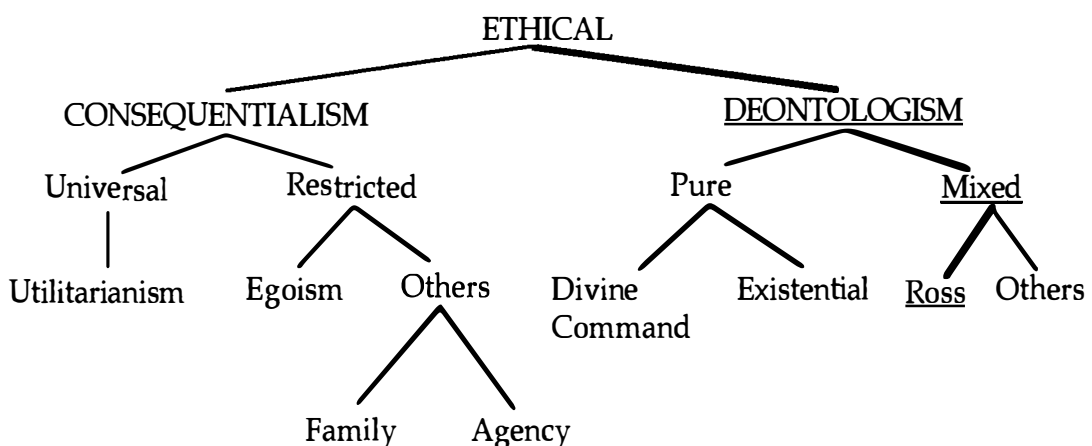 ETHICAL
CONSEQUENTIALISM
DEONTOLOGISM
Universal
Restricted
Pure
Mixed
Utilitarianism
Egoism
Others
Divine
Command
Existential
Ross
Others
Family
Agency